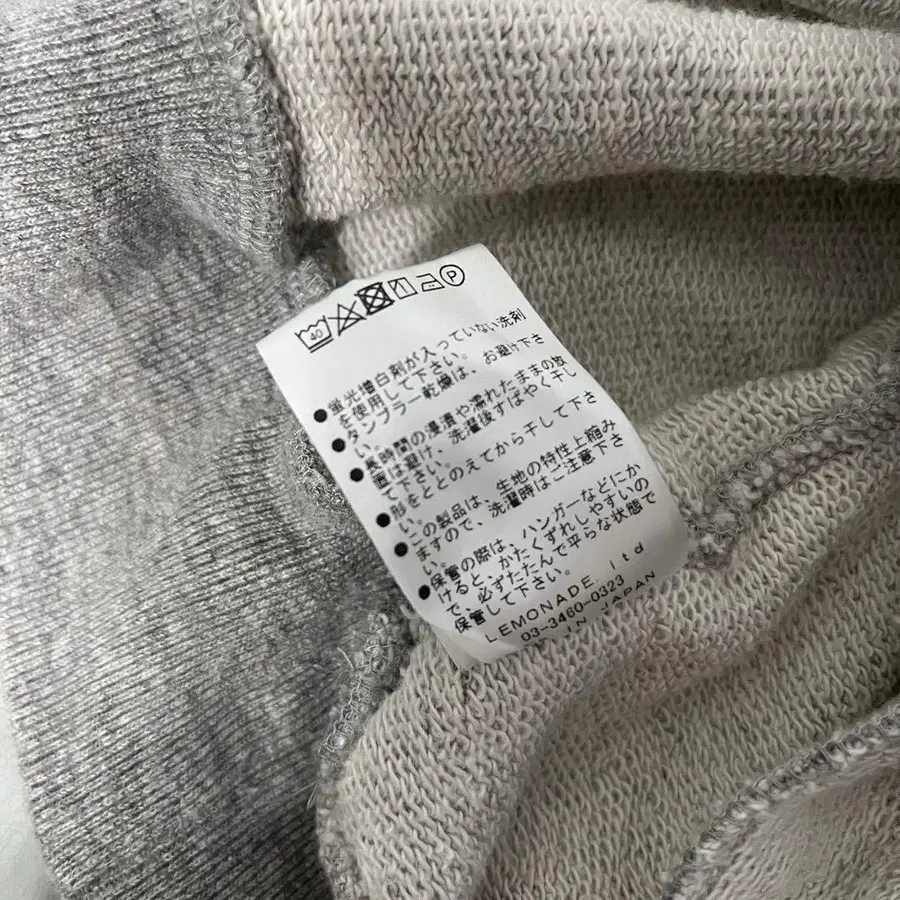 40 P
●蛍光増白剤が入っていない洗剤
を使用して下さい。
●タンブラー乾燥は、お避け下さ
い。
●長時間の浸漬や濡れたままの放
置は避け、洗濯後すばやく干し
て下さい。
●形をととのえてから干して下さ
い。
●この製品は、生地の特性上縮み
ますので、洗濯時はご注意下さ
い。
●保管の際は、ハンガーなどにか
けると、かたくずれしやすいの
で、必ずたたんで平らな状態で
保管して下さい。
LEMONADE. ltd
03-3460-0323
IN JAPAN